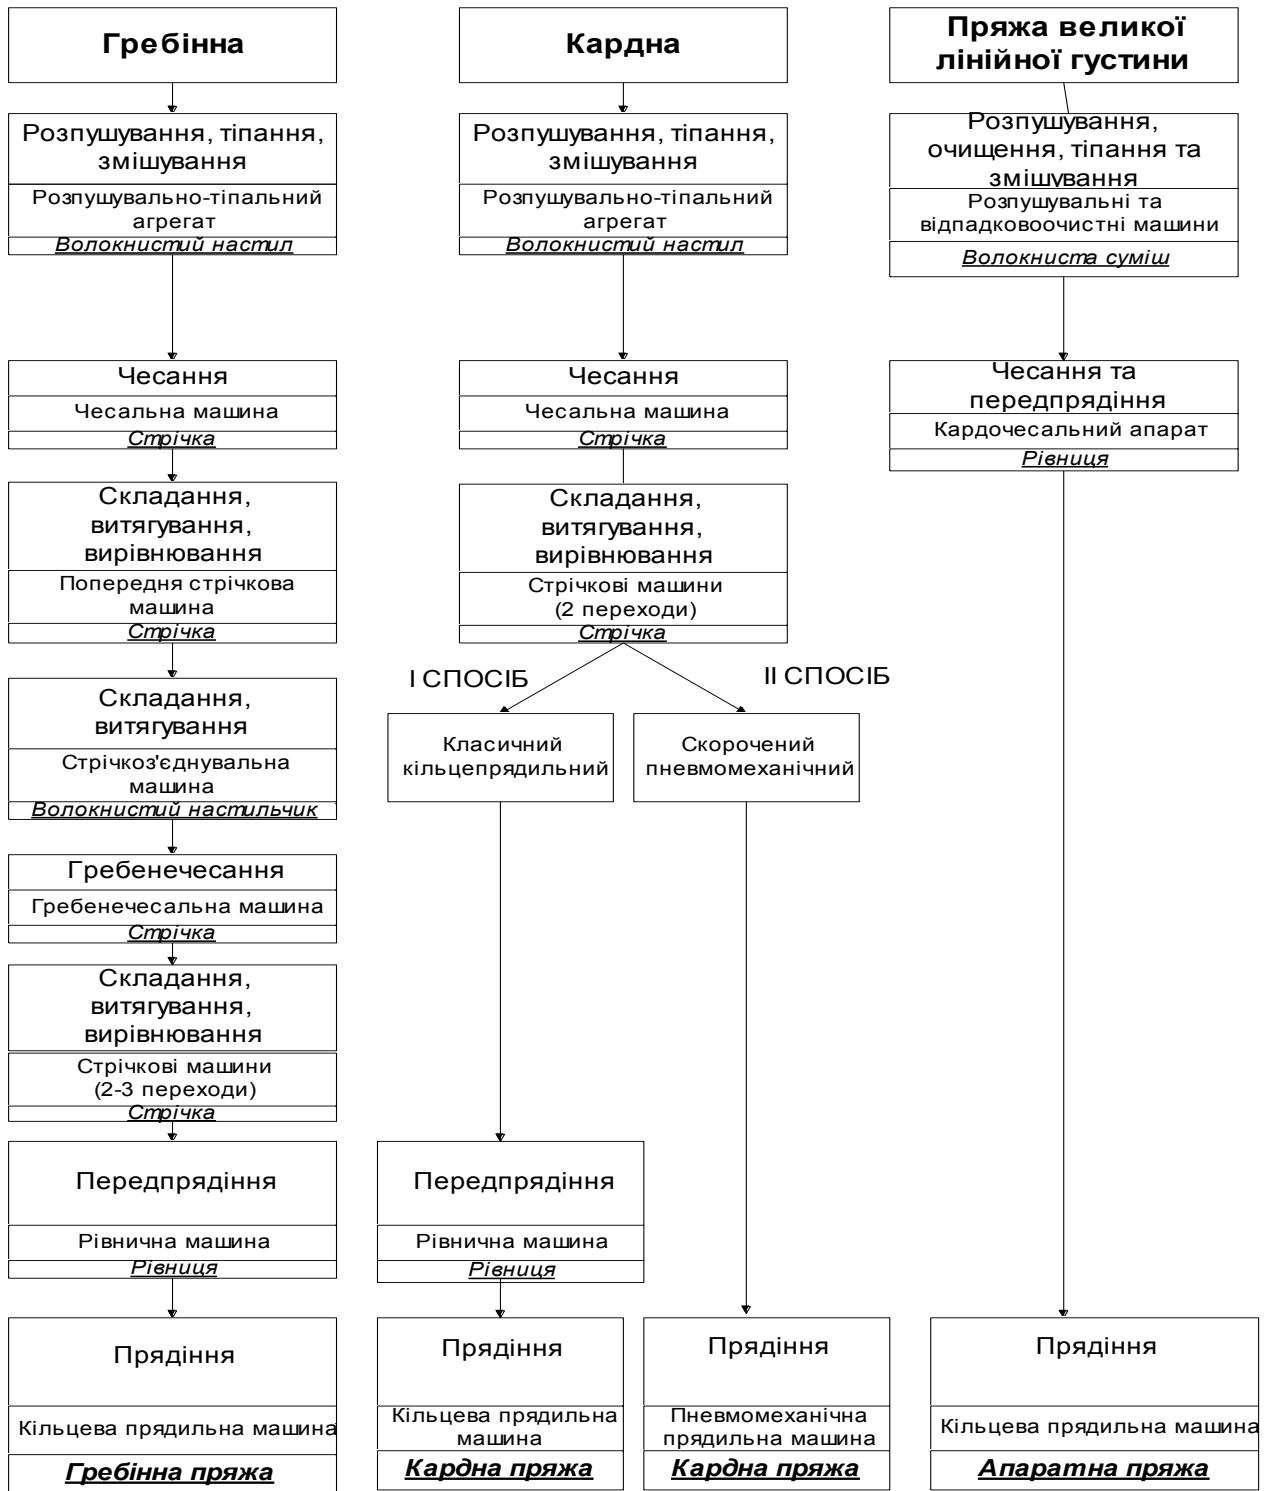 Гребінна
Розпушування, тіпання,
змішування
Розпушувально-тіпальний
агрегат
Волокнистий настил
Чесання
Чесальна машина
Стрічка
Складання,
витягування,
вирівнювання
Попередня стрічкова
машина
Стрічка
Складання,
витягування
Стрічкоз'єднувальна
машина
Волокнистий настильчик
Гребенечесання
Гребенечесальна машина
Стрічка
Складання,
витягування,
вирівнювання
Стрічкові машини
(2-3 переходи)
Стрічка
Передпрядіння
Рівнична машина
Рівниця
Прядіння
Кільцева прядильна машина
Гребінна пряжа
Кардна
Розпушування, тіпання,
змішування
Розпушувально-тіпальний
агрегат
Волокнистий настил
Чесання
Чесальна машина
Стрічка
Складання,
витягування,
вирівнювання
Стрічкові машини
(2 переходи)
Стрічка
І СПОСІБ
Класичний
кільцепрядильний
Передпрядіння
Рівнична машина
Рівниця
Прядіння
Кільцева прядильна
машина
Кардна пряжа
ІІ СПОСІБ
Скорочений
пневмомеханічний
Прядіння
Пневмомеханічна
прядильна машина
Кардна пряжа
Пряжа великої
лінійної густини
Розпушування,
очищення, тіпання та
змішування
Розпушувальні та
відпадковоочистні машини
Волокниста суміш
Чесання та
передпрядіння
Кардочесальний апарат
Рівниця
Прядіння
Кільцева прядильна машина
Апаратна пряжа